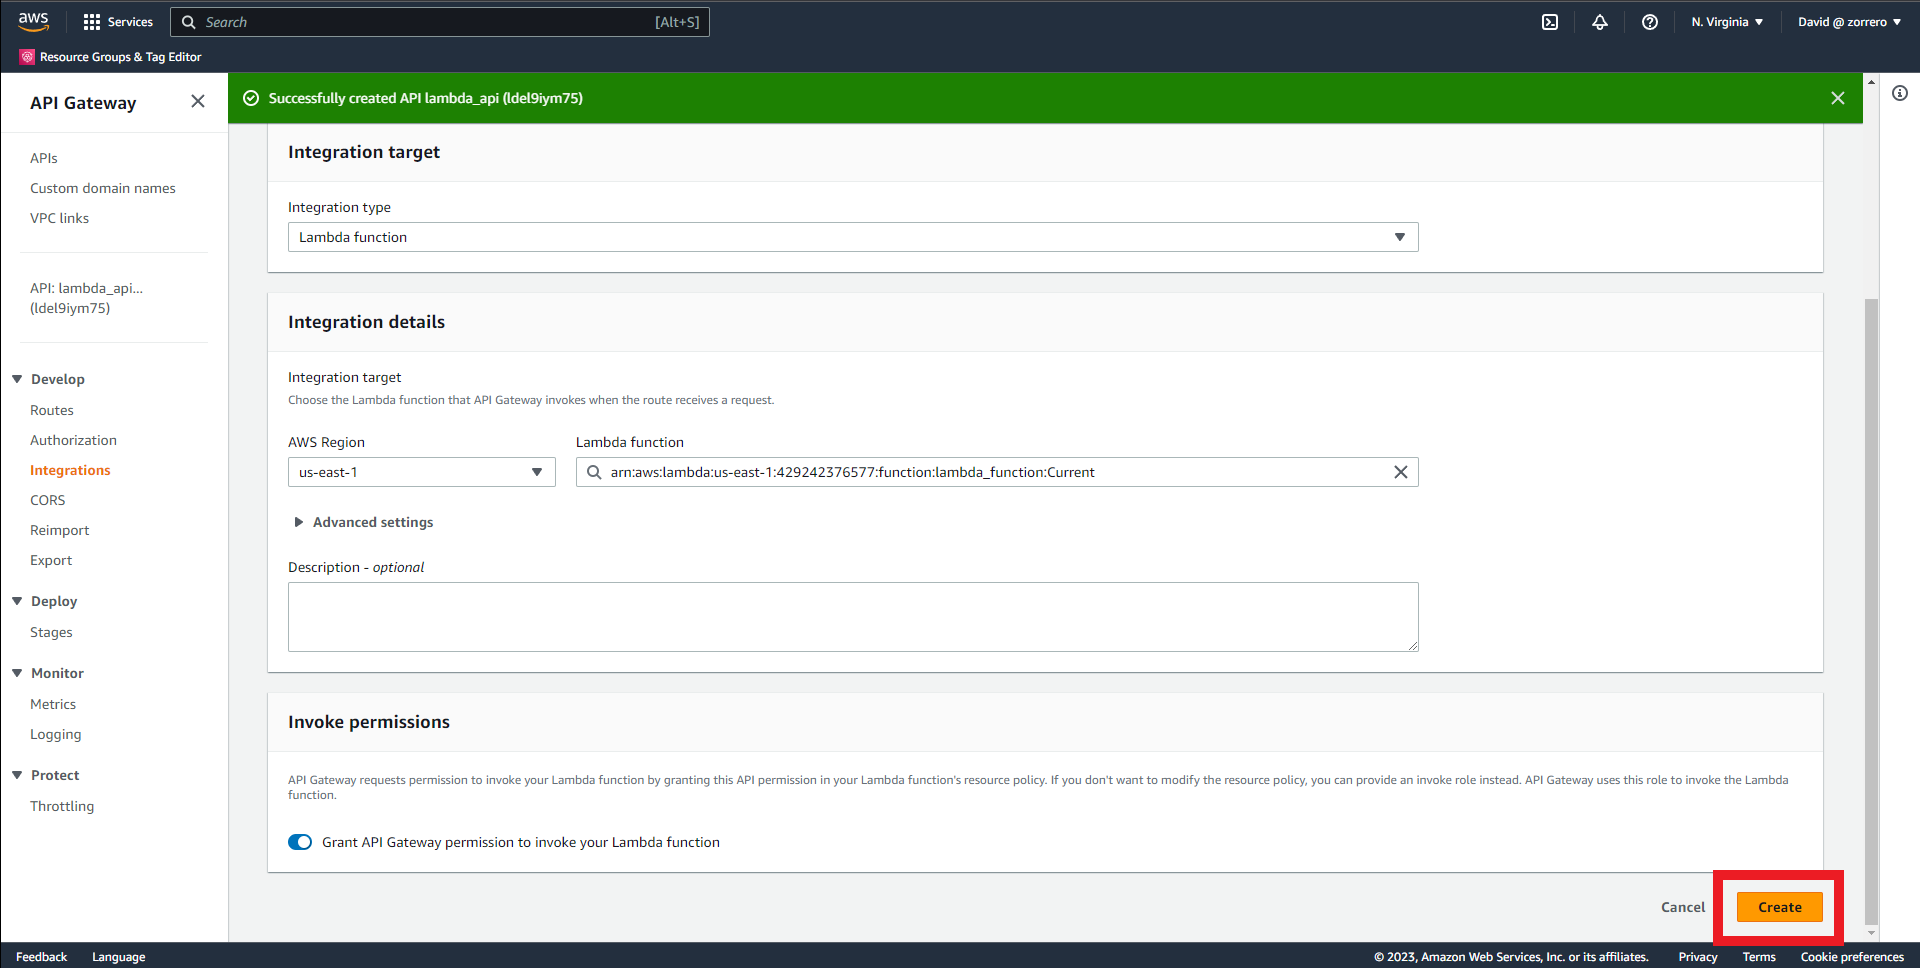 aws
Services
Search
[Alt+S]
N. Virginia
David @ zorrero
Resource Groups & Tag Editor
API Gateway
APIs
Custom domain names
VPC links
API: lambda_api...
(ldel9iym75)
Develop
Routes
Authorization
Integrations
CORS
Reimport
Export
Deploy
Stages
Monitor
Metrics
Logging
Protect
Throttling
Successfully created API lambda_api (ldel9iym75)
Integration target
Integration type
Lambda function
Integration details
Integration target
Choose the Lambda function that API Gateway invokes when the route receives a request.
AWS Region
Lambda function
us-east-1
arn:aws:lambda:us-east-1:429242376577:function:lambda_function:Current
Advanced settings
Description - optional
Invoke permissions
API Gateway requests permission to invoke your Lambda function by granting this API permission in your Lambda function's resource policy. If you don't want to modify the resource policy, you can provide an invoke role instead. API Gateway uses this role to invoke the Lambda
function.
Grant API Gateway permission to invoke your Lambda function
Cancel
Create
Feedback
Language
© 2023, Amazon Web Services, Inc. or its affiliates.
Privacy
Terms
Cookie preferences